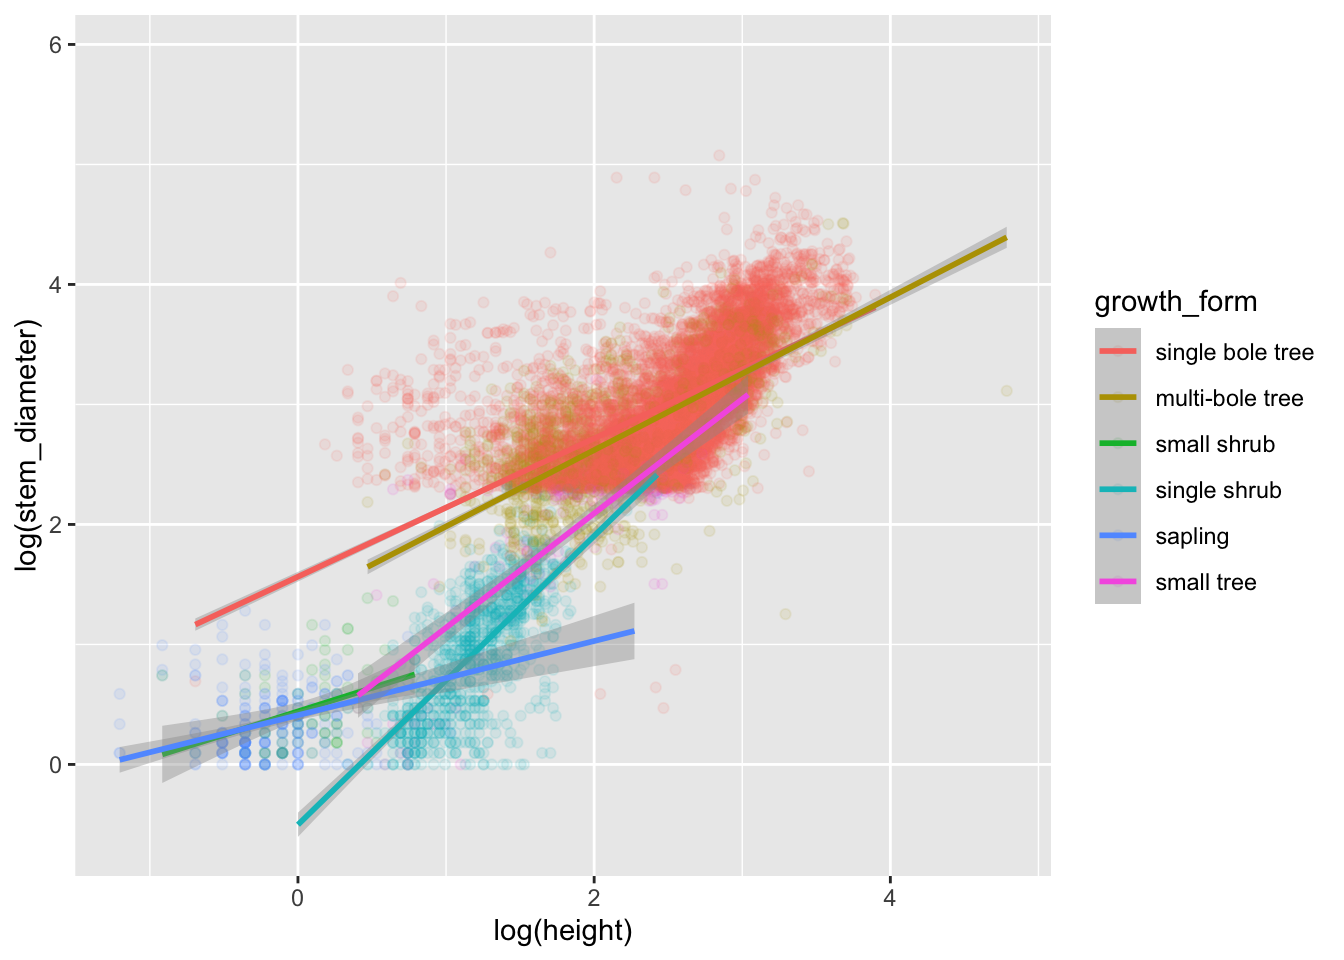 6
4
2
0
log(stem_diameter)
0
2
4
log(height)
growth_form
single bole tree
multi-bole tree
small shrub
single shrub
sapling
small tree